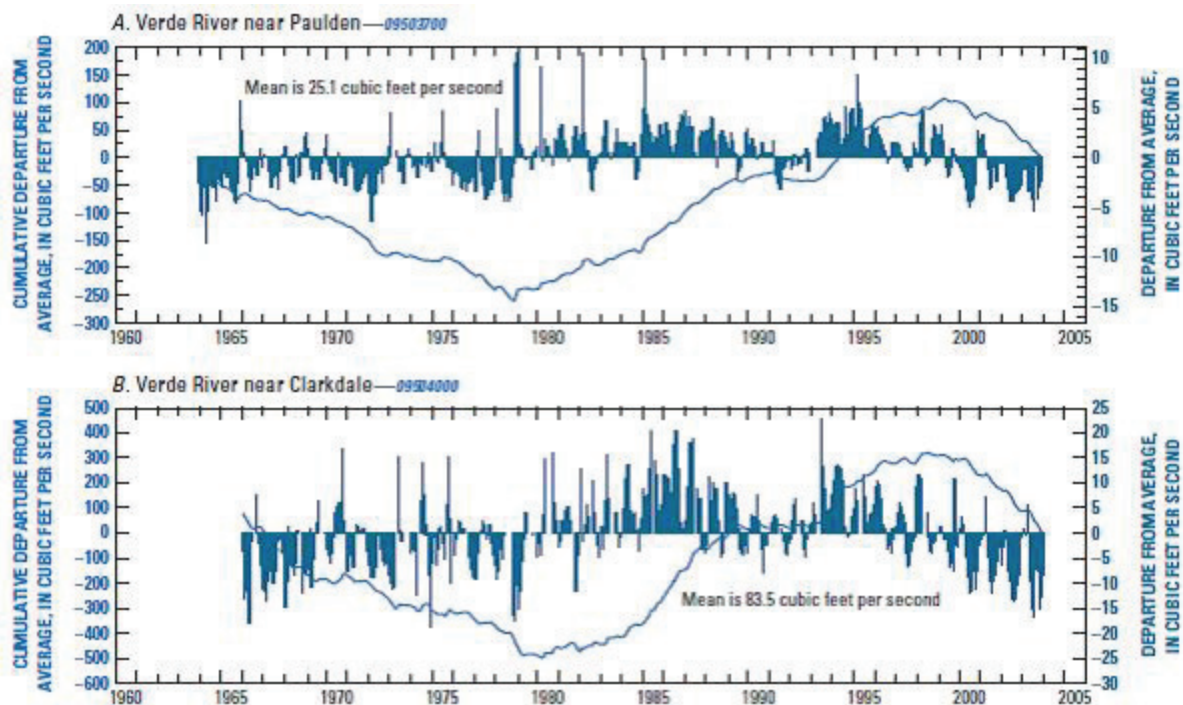 A. Verde River near Paulden—09503700
CUMULATIVE DEPARTURE FROM
AVERAGE, IN CUBIC FEET PER SECOND
200
150
100
50
0
−50
−100
−150
−200
−250
−300
Mean is 25.1 cubic feet per second
10
5
0
−5
−10
−15
DEPARTURE FROM AVERAGE,
IN CUBIC FEET PER SECOND
1960 1965 1970 1975 1980 1985 1990 1995 2000 2005
B. Verde River near Clarkdale—09504000
CUMULATIVE DEPARTURE FROM
AVERAGE, IN CUBIC FEET PER SECOND
500
400
300
200
100
0
−100
−200
−300
−400
−500
−600
Mean is 83.5 cubic feet per second
25
20
15
10
5
0
−5
−10
−15
−20
−25
−30
DEPARTURE FROM AVERAGE,
IN CUBIC FEET PER SECOND
1960 1965 1970 1975 1980 1985 1990 1995 2000 2005